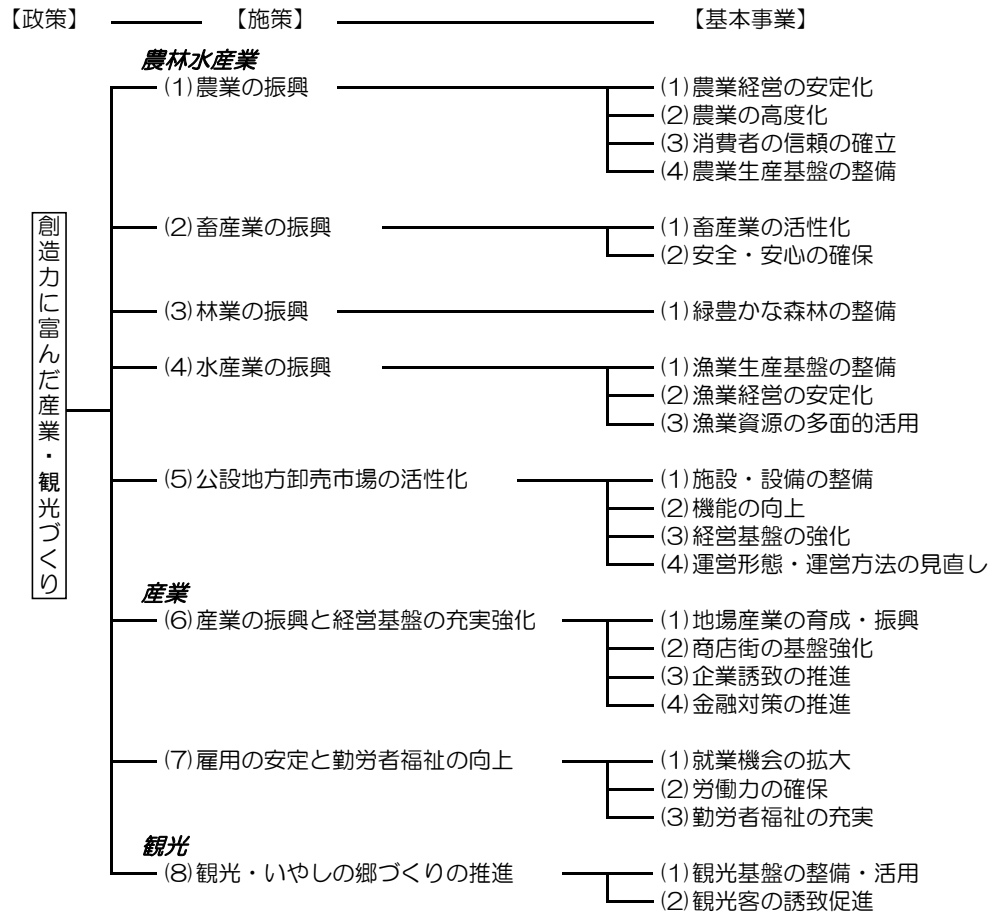 【政策】 【施策】 【基本事業】
創造力に富んだ産業・観光づくり
農林水産業
(1)農業の振興 (1)農業経営の安定化
(2)農業の高度化
(3)消費者の信頼の確立
(4)農業生産基盤の整備
(2)畜産業の振興 (1)畜産業の活性化
(2)安全・安心の確保
(3)林業の振興 (1)緑豊かな森林の整備
(4)水産業の振興 (1)漁業生産基盤の整備
(2)漁業経営の安定化
(3)漁業資源の多面的活用
(5)公設地方卸売市場の活性化 (1)施設・設備の整備
(2)機能の向上
(3)経営基盤の強化
(4)運営形態・運営方法の見直し
産業
(6)産業の振興と経営基盤の充実強化 (1)地場産業の育成・振興
(2)商店街の基盤強化
(3)企業誘致の推進
(4)金融対策の推進
(7)雇用の安定と勤労者福祉の向上 (1)就業機会の拡大
(2)労働力の確保
(3)勤労者福祉の充実
観光
(8)観光・いやしの郷づくりの推進 (1)観光基盤の整備・活用
(2)観光客の誘致促進